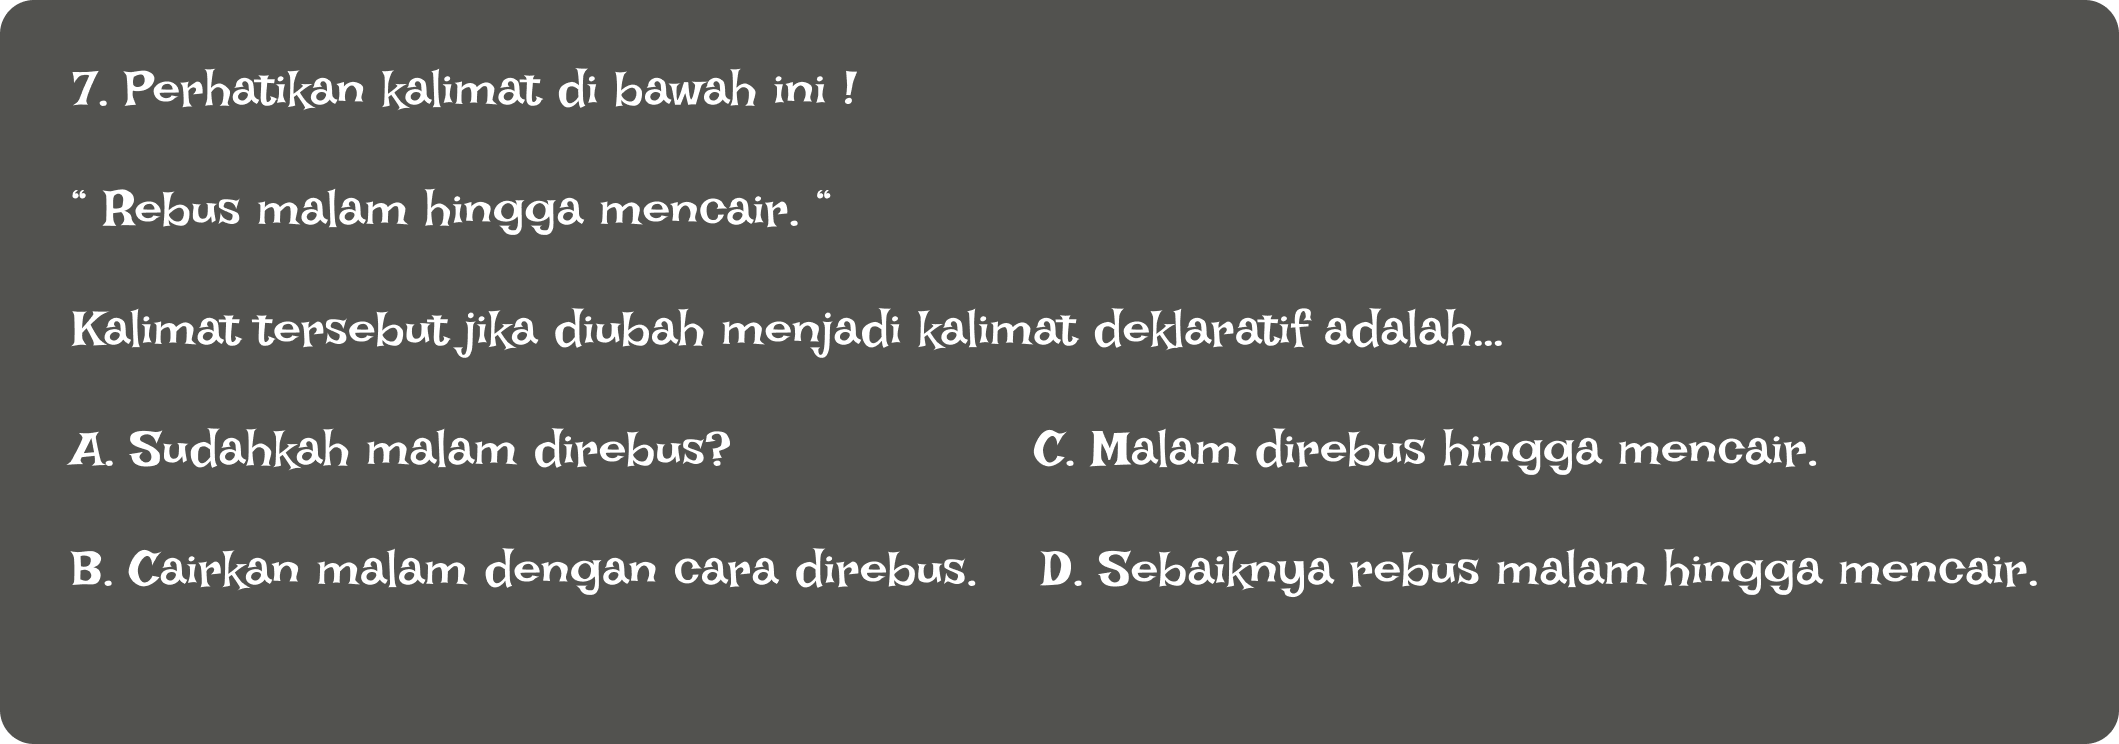 7. Perhatikan kalimat di bawah ini !
“ Rebus malam hingga mencair. “
Kalimat tersebut jika diubah menjadi kalimat deklaratif adalah...
A. Sudahkah malam direbus? C. Malam direbus hingga mencair.
B. Cairkan malam dengan cara direbus. D. Sebaiknya rebus malam hingga mencair.